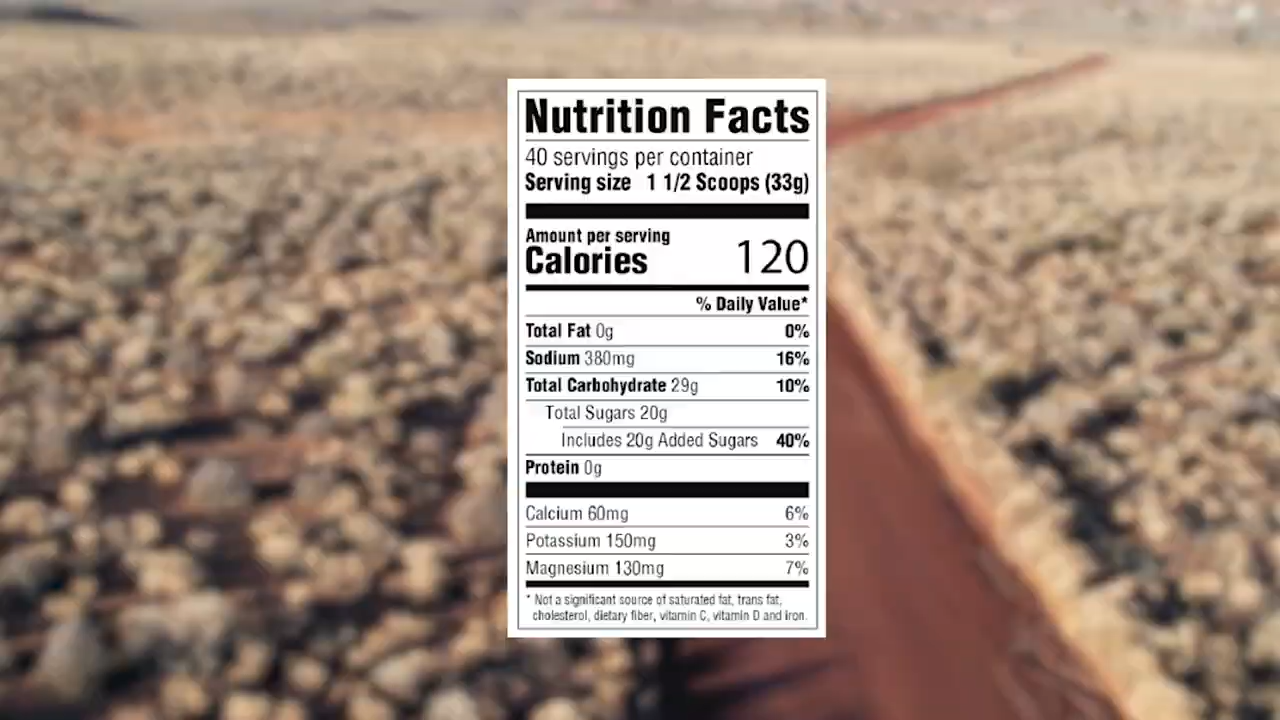 Nutrition Facts
40 servings per container
Serving size 1 1/2 Scoops (33g)
Amount per serving
Calories 120
% Daily Value*
Total Fat 0g 0%
Sodium 380mg 16%
Total Carbohydrate 29g 10%
Total Sugars 20g
Includes 20g Added Sugars 40%
Protein 0g
Calcium 60mg 6%
Potassium 150mg 3%
Magnesium 130mg 7%
* Not a significant source of saturated fat, trans fat,
cholesterol, dietary fiber, vitamin C, vitamin D and iron.